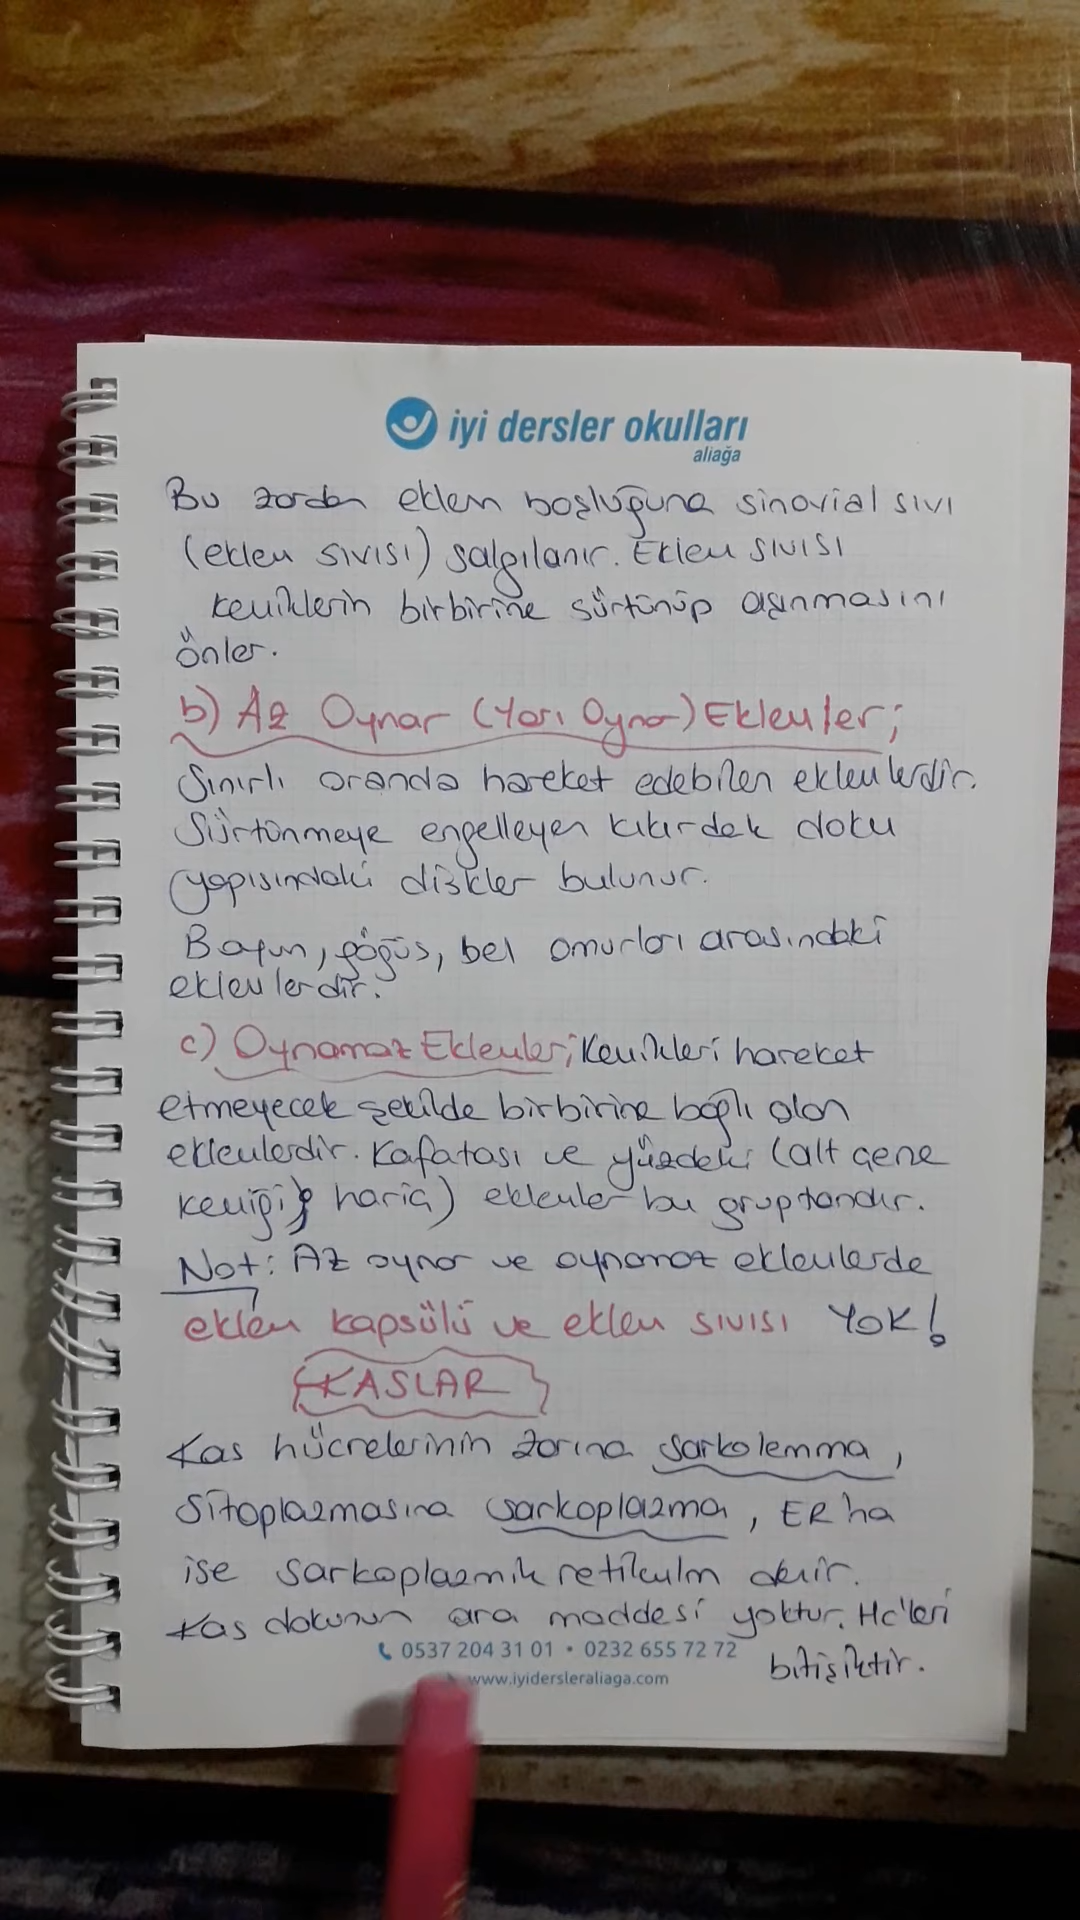 iyi dersler okulları
aliağa
Bu zardan eklem boşluğuna sinovial sıvı
(eklem sıvısı) salgılanır. Eklem sıvısı
kemiklerin birbirine sürtünüp aşınmasını
önler.
b) Az Oynar (Yarı Oynar) Eklemler;
Sınırlı oranda hareket edebilen eklemlerdir.
Sürtünmeye engelleyen kıkırdak doku
yapısındaki diskler bulunur.
Boyun, göğüs, bel omurları arasındaki
eklemlerdir.
c) Oynamaz Eklemler; Kemikleri hareket
etmeyecek şekilde birbirine bağlı olan
eklemlerdir. Kafatası ve yüzdeki (alt çene
kemiği hariç) eklemler bu gruptandır.
Not: Az oynar ve oynamaz eklemlerde
eklem kapsülü ve eklem sıvısı YOK!
KASLAR
Kas hücrelerinin zarına sarkolemma,
Sitoplazmasına sarkoplazma, ER'na
ise sarkoplazmik retikulm denir.
Kas dokunun ara maddesi yoktur. Hc'leri
bitişiktir.
0537 204 31 01 • 0232 655 72 72
www.iyidersleraliaga.com